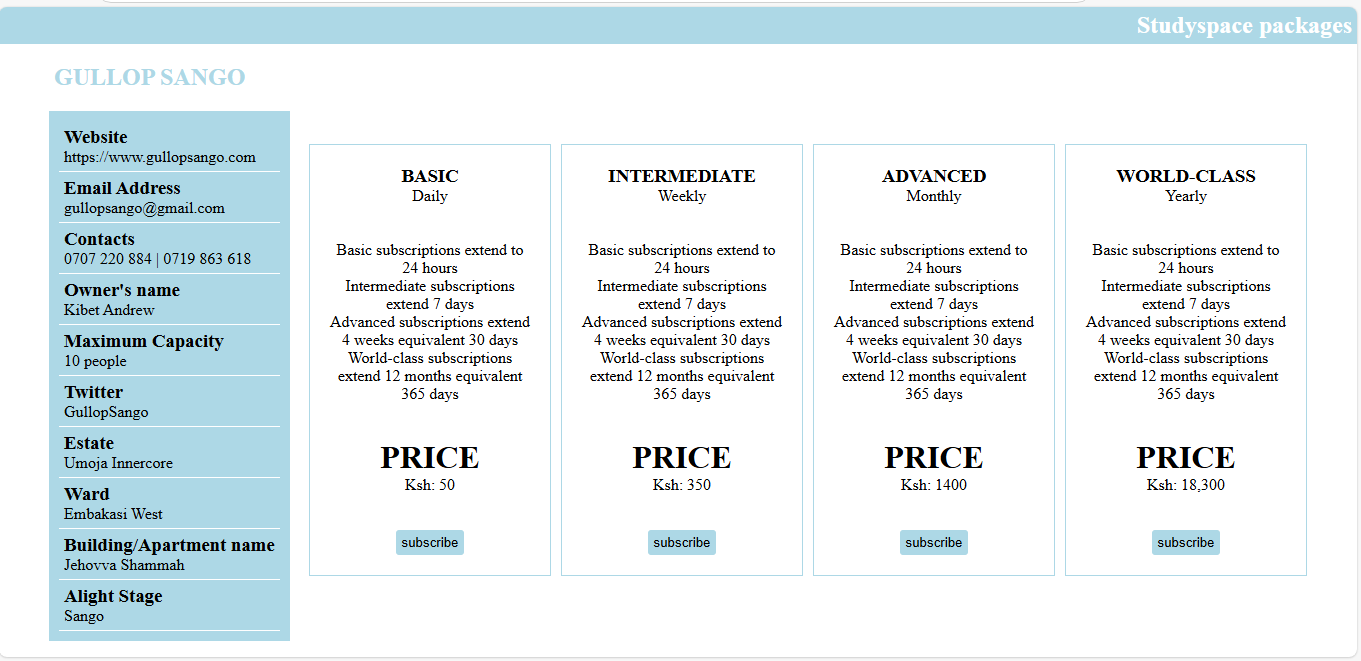 Studyspace packages
GULLOP SANGO
Website
https://www.gullopsango.com
Email Address
gullopsango@gmail.com
Contacts
0707 220 884 | 0719 863 618
Owner's name
Kibet Andrew
Maximum Capacity
10 people
Twitter
GullopSango
Estate
Umoja Innercore
Ward
Embakasi West
Building/Apartment name
Jehovva Shammah
Alight Stage
Sango
BASIC
Daily
Basic subscriptions extend to
24 hours
Intermediate subscriptions
extend 7 days
Advanced subscriptions extend
4 weeks equivalent 30 days
World-class subscriptions
extend 12 months equivalent
365 days
PRICE
Ksh: 50
subscribe
INTERMEDIATE
Weekly
Basic subscriptions extend to
24 hours
Intermediate subscriptions
extend 7 days
Advanced subscriptions extend
4 weeks equivalent 30 days
World-class subscriptions
extend 12 months equivalent
365 days
PRICE
Ksh: 350
subscribe
ADVANCED
Monthly
Basic subscriptions extend to
24 hours
Intermediate subscriptions
extend 7 days
Advanced subscriptions extend
4 weeks equivalent 30 days
World-class subscriptions
extend 12 months equivalent
365 days
PRICE
Ksh: 1400
subscribe
WORLD-CLASS
Yearly
Basic subscriptions extend to
24 hours
Intermediate subscriptions
extend 7 days
Advanced subscriptions extend
4 weeks equivalent 30 days
World-class subscriptions
extend 12 months equivalent
365 days
PRICE
Ksh: 18,300
subscribe